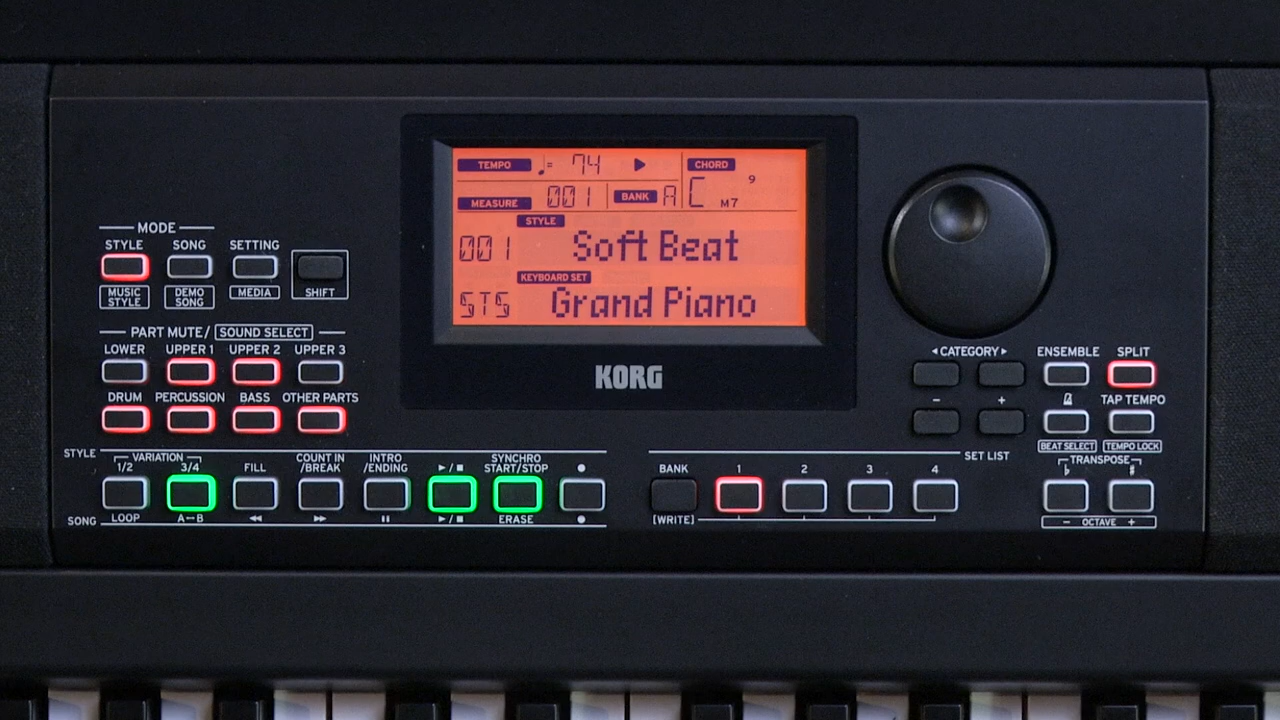 TEMPO ♩= 74 ▶ CHORD
MEASURE 001 BANK A C M7 9
STYLE
001 Soft Beat
KEYBOARD SET
STS Grand Piano
KORG
MODE
STYLE SONG SETTING
MUSIC STYLE DEMO SONG MEDIA SHIFT
PART MUTE/ SOUND SELECT
LOWER UPPER 1 UPPER 2 UPPER 3
DRUM PERCUSSION BASS OTHER PARTS
◄CATEGORY► ENSEMBLE SPLIT
- + TAP TEMPO
BEAT SELECT TEMPO LOCK
STYLE VARIATION
1/2 3/4 FILL COUNT IN /BREAK INTRO /ENDING ►/■ SYNCHRO START/STOP ●
SONG LOOP A↔B ◄◄ ►► ❚❚ ►/■ ERASE ●
SET LIST
BANK 1 2 3 4
[WRITE]
TRANSPOSE
♭ ♯
- OCTAVE +